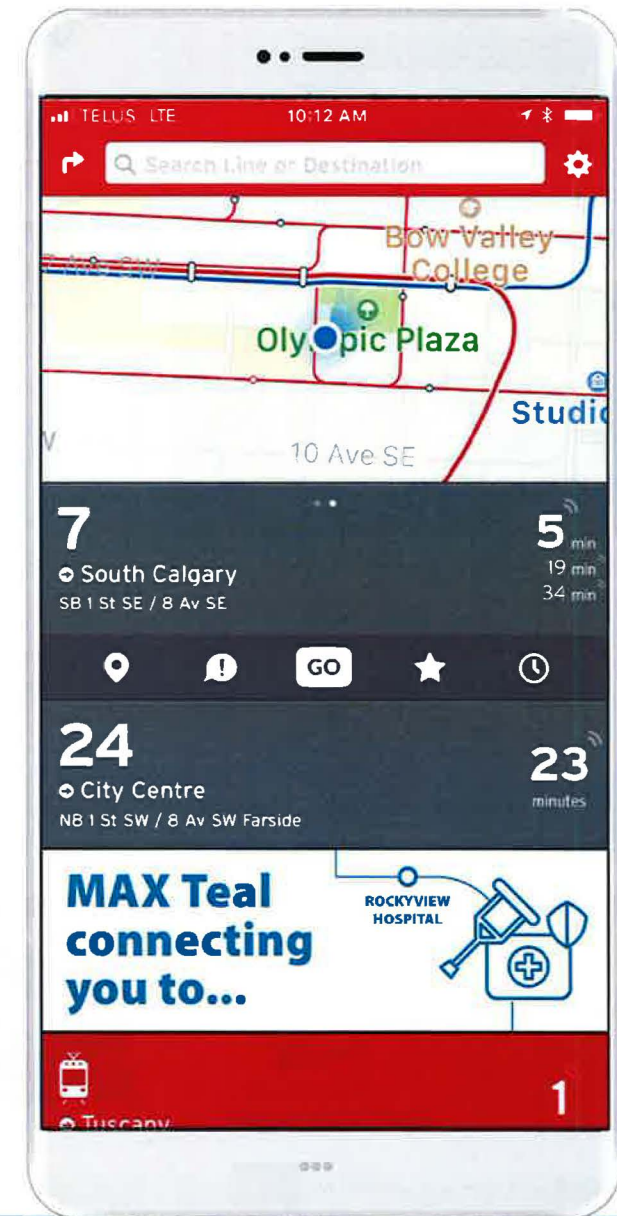 TELUS LTE 10:12 AM
Search Line or Destination
Bow Valley
College
7 Ave SW
Olympic Plaza
Studio
10 Ave SE
7
South Calgary
SB 1 St SE / 8 Av SE
5 min
19 min
34 min
GO
24
City Centre
NB 1 St SW / 8 Av SW Farside
23
minutes
MAX Teal
connecting
you to...
ROCKYVIEW
HOSPITAL
1
Tuscany